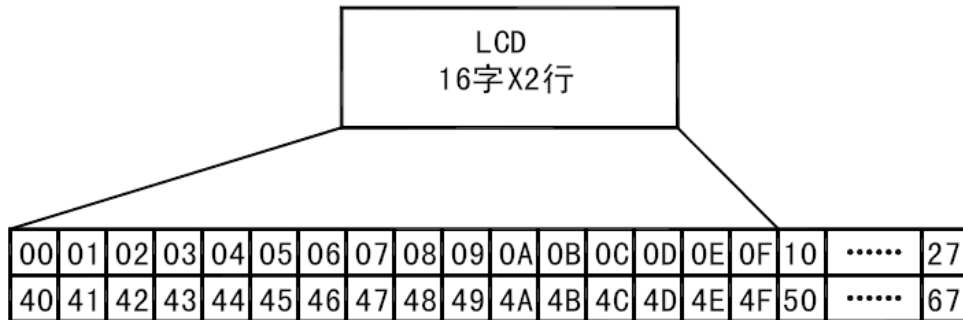 LCD
16字X2行
00 01 02 03 04 05 06 07 08 09 0A 0B 0C 0D 0E 0F 10 ⋯⋯ 27
40 41 42 43 44 45 46 47 48 49 4A 4B 4C 4D 4E 4F 50 ⋯⋯ 67